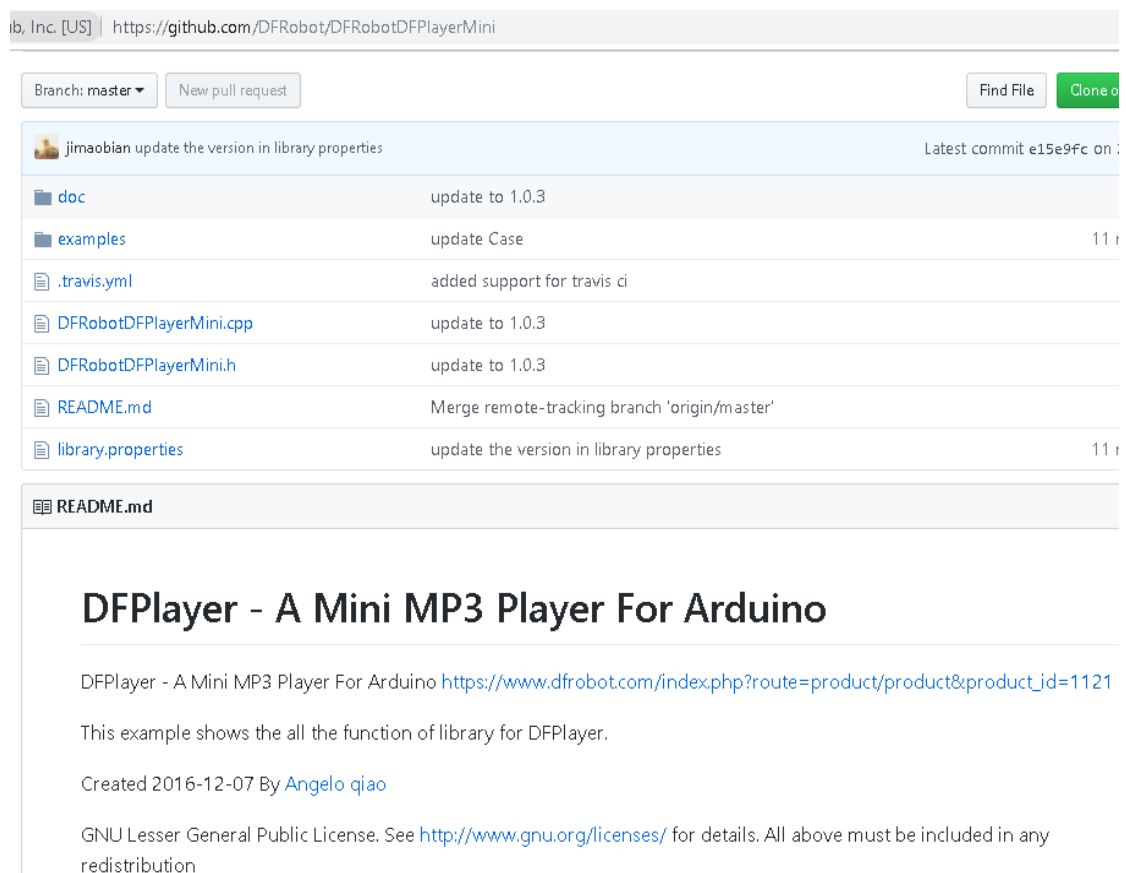 ub, Inc. [US] https://github.com/DFRobot/DFRobotDFPlayerMini
Branch: master New pull request Find File Clone o
jimaobian update the version in library properties Latest commit e15e9fc on
doc update to 1.0.3
examples update Case 11
.travis.yml added support for travis ci
DFRobotDFPlayerMini.cpp update to 1.0.3
DFRobotDFPlayerMini.h update to 1.0.3
README.md Merge remote-tracking branch 'origin/master'
library.properties update the version in library properties 11
README.md
DFPlayer - A Mini MP3 Player For Arduino
DFPlayer - A Mini MP3 Player For Arduino https://www.dfrobot.com/index.php?route=product/product&product_id=1121
This example shows the all the function of library for DFPlayer.
Created 2016-12-07 By Angelo qiao
GNU Lesser General Public License. See http://www.gnu.org/licenses/ for details. All above must be included in any
redistribution